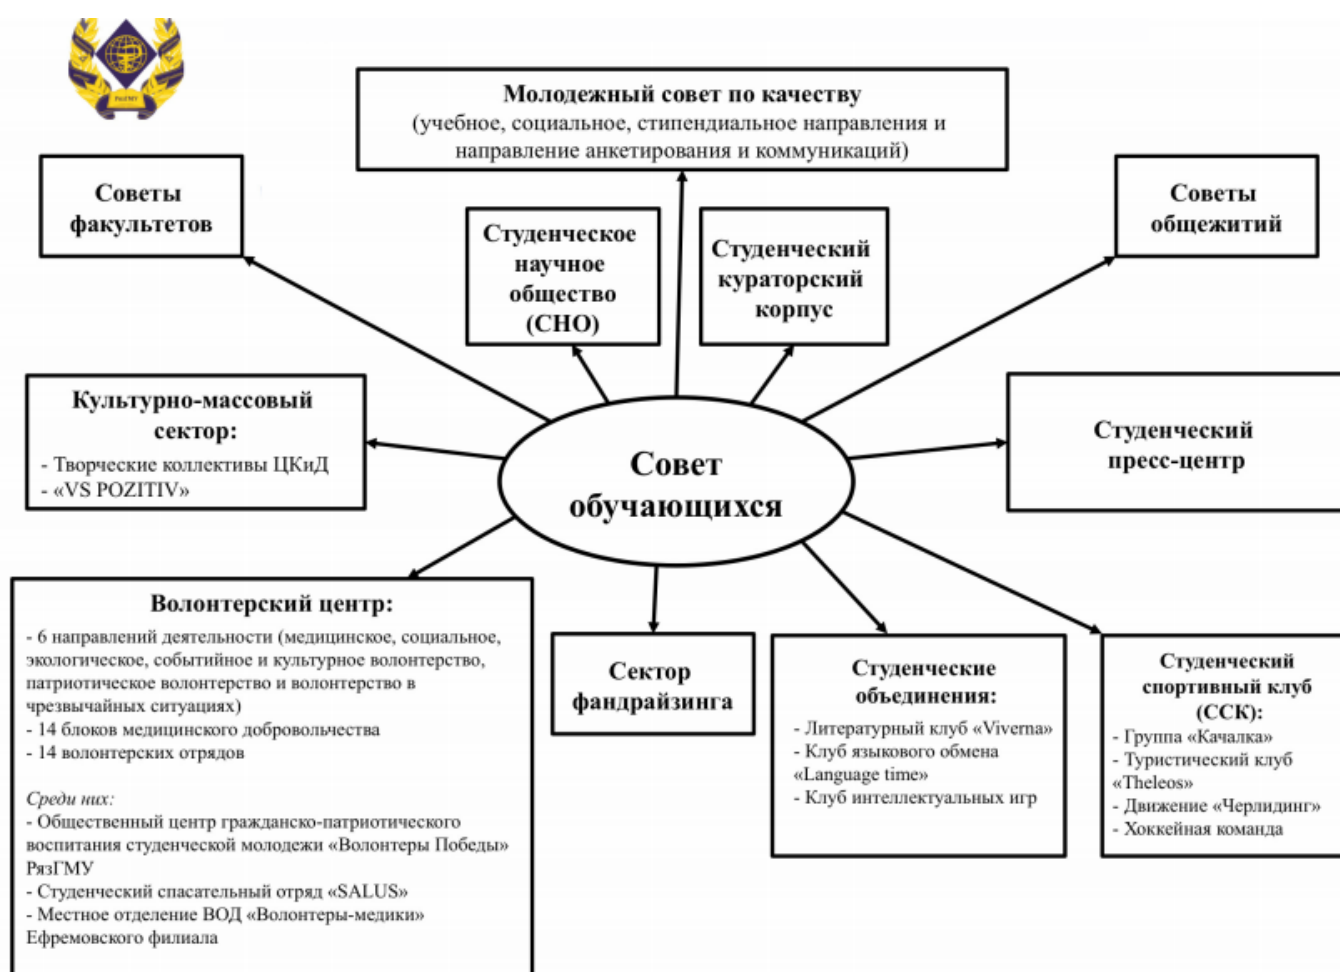 РязГМУ
Молодежный совет по качеству
(учебное, социальное, стипендиальное направления и
направление анкетирования и коммуникаций)
Советы
факультетов
Студенческое
научное
общество
(СНО)
Студенческий
кураторский
корпус
Советы
общежитий
Культурно-массовый
сектор:
- Творческие коллективы ЦКиД
- «VS POZITIV»
Совет
обучающихся
Студенческий
пресс-центр
Волонтерский центр:
- 6 направлений деятельности (медицинское, социальное,
экологическое, событийное и культурное волонтерство,
патриотическое волонтерство и волонтерство в
чрезвычайных ситуациях)
- 14 блоков медицинского добровольчества
- 14 волонтерских отрядов
Среди них:
- Общественный центр гражданско-патриотического
воспитания студенческой молодежи «Волонтеры Победы»
РязГМУ
- Студенческий спасательный отряд «SALUS»
- Местное отделение ВОД «Волонтеры-медики»
Ефремовского филиала
Сектор
фандрайзинга
Студенческие
объединения:
- Литературный клуб «Viverna»
- Клуб языкового обмена
«Language time»
- Клуб интеллектуальных игр
Студенческий
спортивный клуб
(ССК):
- Группа «Качалка»
- Туристический клуб
«Theleos»
- Движение «Черлидинг»
- Хоккейная команда